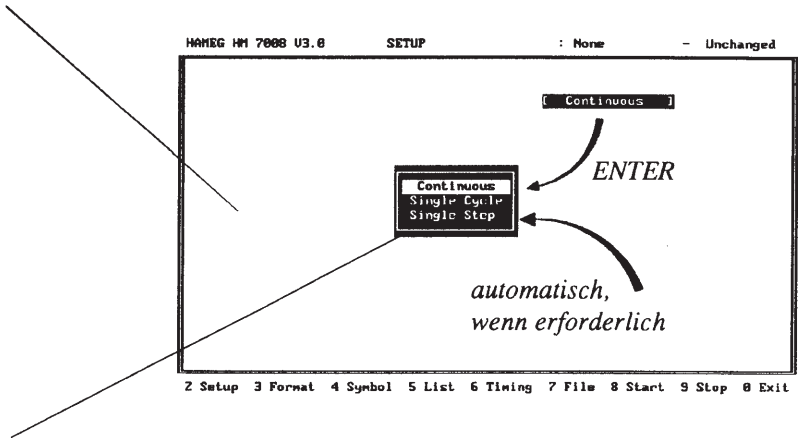 HAMEG HM 7008 V3.0 SETUP : None - Unchanged
[ Continuous ]
ENTER
Continuous
Single Cycle
Single Step
automatisch,
wenn erforderlich
2 Setup 3 Format 4 Symbol 5 List 6 Timing 7 File 8 Start 9 Stop 0 Exit